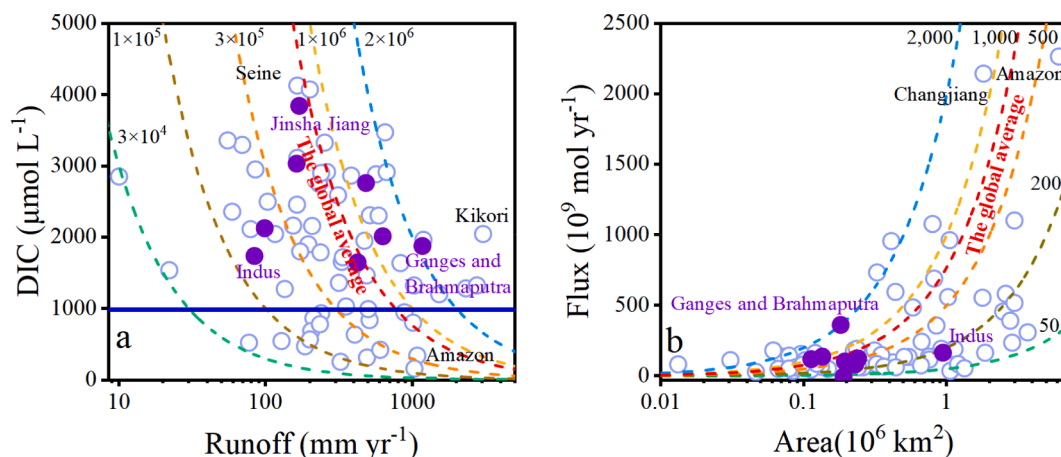 5000
4000
3000
2000
1000
0
DIC (μmol L⁻¹)
1×10⁵
3×10⁵
1×10⁶
2×10⁶
3×10⁴
Seine
Jinsha Jiang
The global average
Kikori
Indus
Ganges and
Brahmaputra
Amazon
a
10
100
1000
Runoff (mm yr⁻¹)
2500
2000
1500
1000
500
0
Flux (10⁹ mol yr⁻¹)
2,000
1,000
500
Amazon
Changjiang
The global average
200
Ganges and Brahmaputra
Indus
50
b
0.01
0.1
1
Area(10⁶ km²)